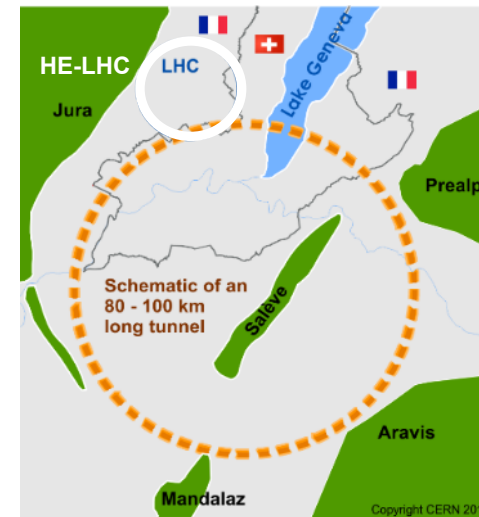 HE-LHC
LHC
Lake Geneva
Jura
Prealp
Schematic of an
80 - 100 km
long tunnel
Salève
Aravis
Mandalaz
Copyright CERN 201